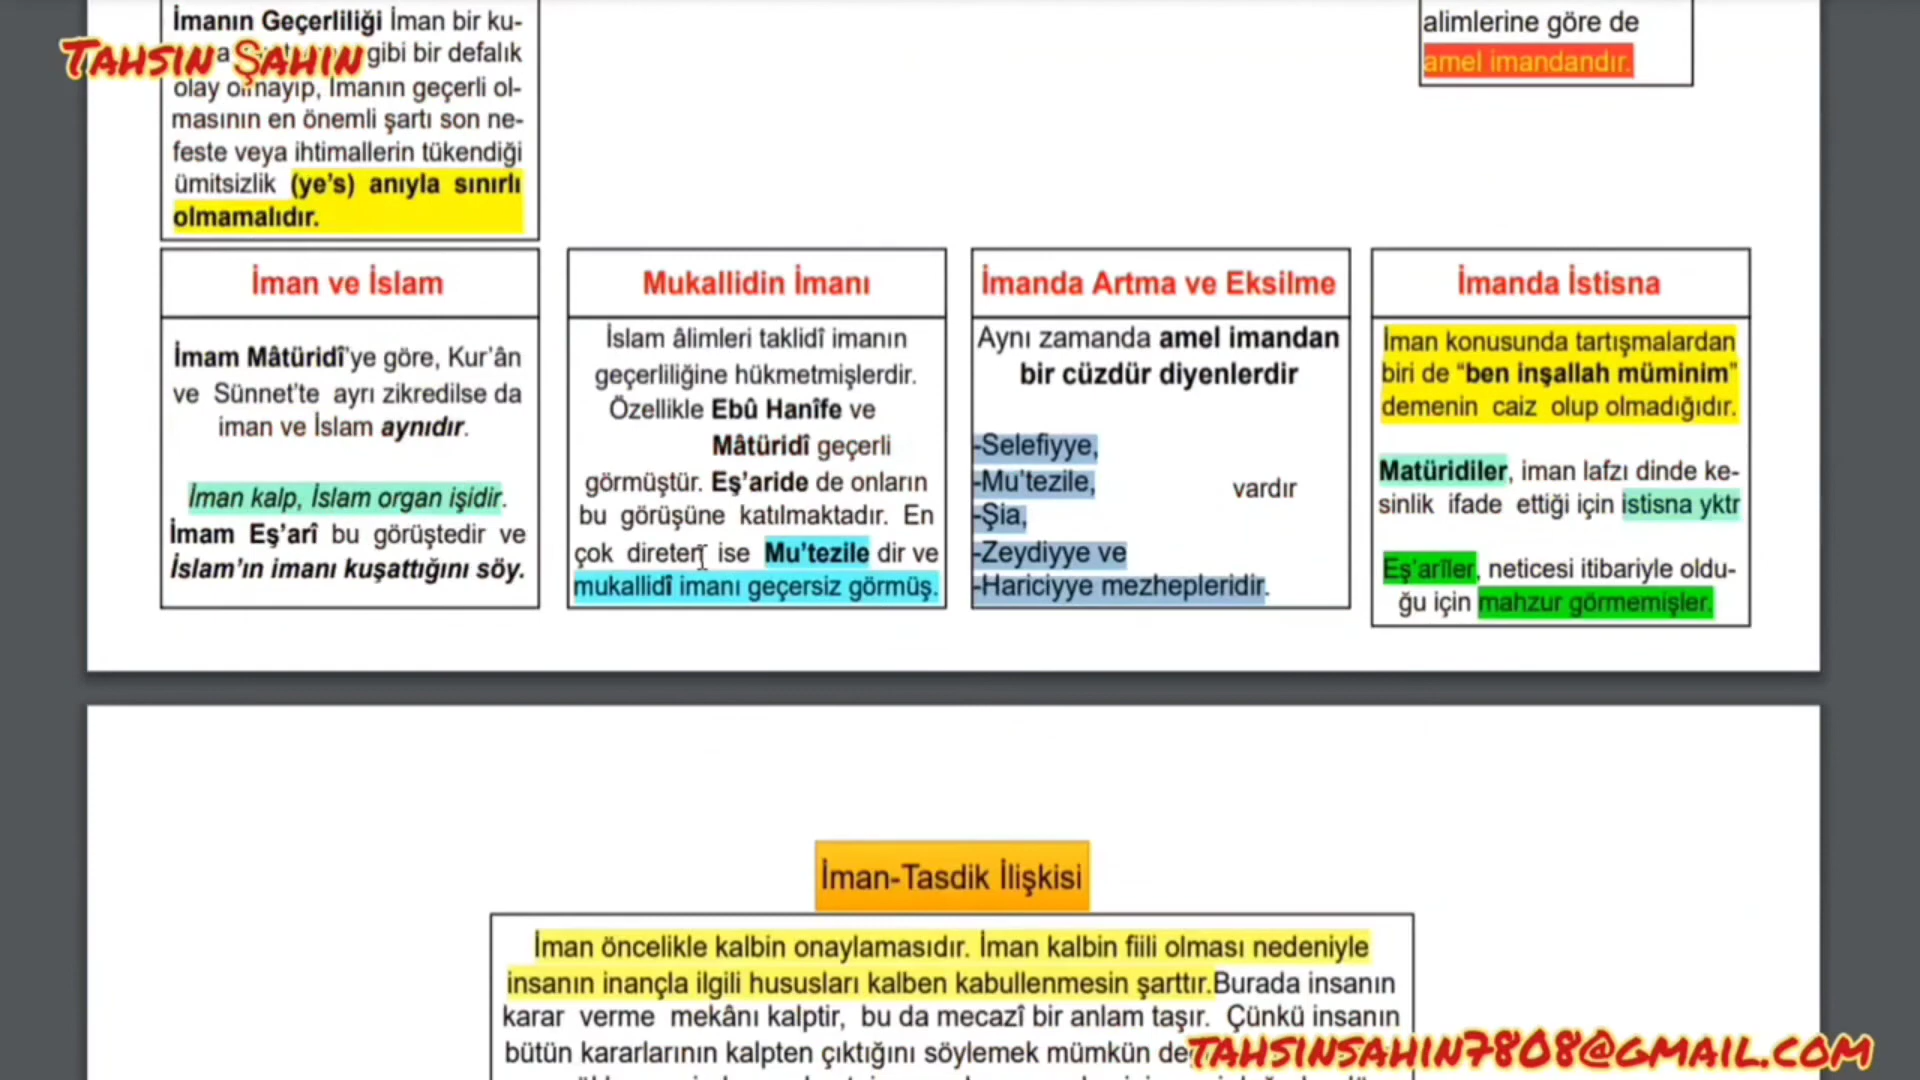 İmanın Geçerliliği İman bir ku-
gibi bir defalık
olay olmayıp, İmanın geçerli ol-
masının en önemli şartı son ne-
feste veya ihtimallerin tükendiği
ümitsizlik (ye's) anıyla sınırlı
olmamalıdır.
TAHSIN ŞAHIN
alimlerine göre de
amel imandandır.
İman ve İslam
İmam Mâtüridî'ye göre, Kur'ân
ve Sünnet'te ayrı zikredilse da
iman ve İslam aynıdır.
İman kalp, İslam organ işidir.
İmam Eş'arî bu görüştedir ve
İslam'ın imanı kuşattığını söy.
Mukallidin İmanı
İslam âlimleri taklidî imanın
geçerliliğine hükmetmişlerdir.
Özellikle Ebû Hanîfe ve
Mâtüridî geçerli
görmüştür. Eş'aride de onların
bu görüşüne katılmaktadır. En
çok direten ise Mu'tezile dir ve
mukallidî imanı geçersiz görmüş.
İmanda Artma ve Eksilme
Aynı zamanda amel imandan
bir cüzdür diyenlerdir
-Selefiyye,
-Mu'tezile,
vardır
-Şia,
-Zeydiyye ve
-Hariciyye mezhepleridir.
İmanda İstisna
İman konusunda tartışmalardan
biri de “ben inşallah müminim”
demenin caiz olup olmadığıdır.
Matüridiler, iman lafzı dinde ke-
sinlik ifade ettiği için istisna yktr
Eş'arîler, neticesi itibariyle oldu-
ğu için mahzur görmemişler.
İman-Tasdik İlişkisi
İman öncelikle kalbin onaylamasıdır. İman kalbin fiili olması nedeniyle
insanın inançla ilgili hususları kalben kabullenmesin şarttır.Burada insanın
karar verme mekânı kalptir, bu da mecazî bir anlam taşır. Çünkü insanın
bütün kararlarının kalpten çıktığını söylemek mümkün
TAHSINSAHIN7808@GMAIL.COM